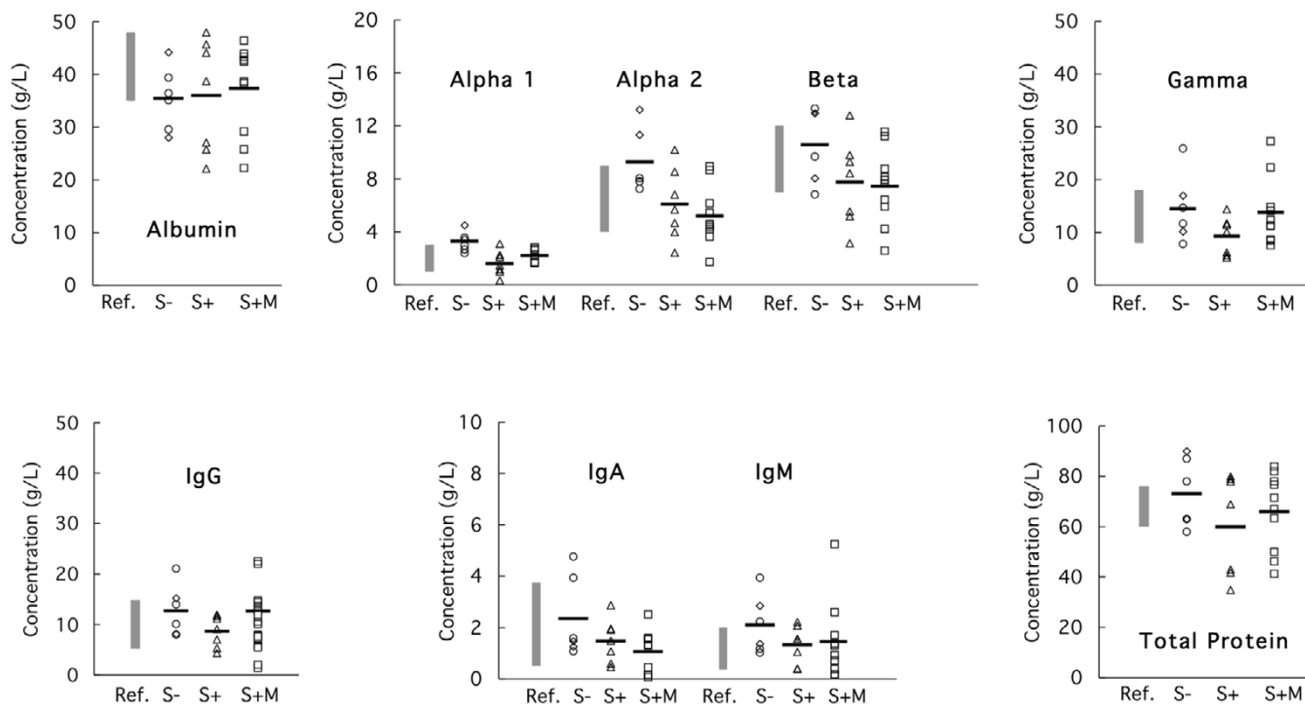 Concentration (g/L)
50
40
30
20
10
0
Albumin
Ref. S- S+ S+M
Concentration (g/L)
20
16
12
8
4
0
Alpha 1 Alpha 2 Beta
Ref. S- S+ S+M Ref. S- S+ S+M Ref. S- S+ S+M
Concentration (g/L)
50
40
30
20
10
0
Gamma
Ref. S- S+ S+M
Concentration (g/L)
50
40
30
20
10
0
IgG
Ref. S- S+ S+M
Concentration (g/L)
10
8
6
4
2
0
IgA IgM
Ref. S- S+ S+M Ref. S- S+ S+M
Concentration (g/L)
100
80
60
40
20
0
Total Protein
Ref. S- S+ S+M